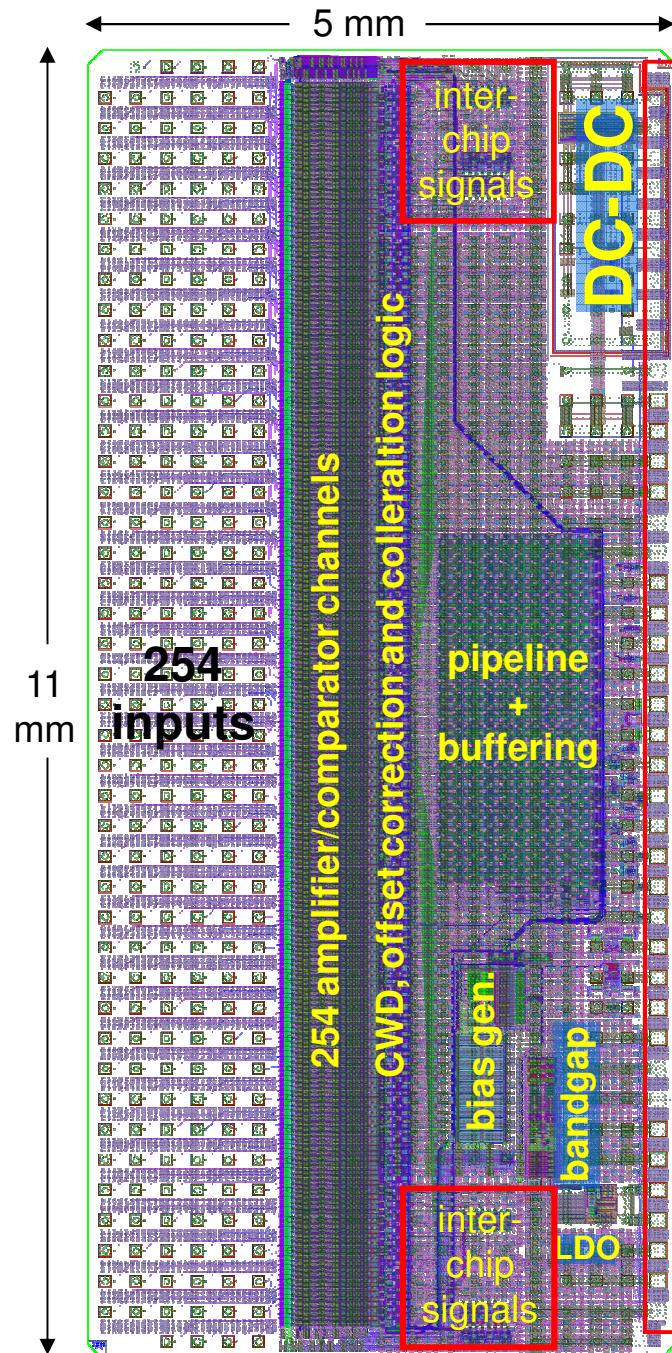 5 mm
inter-
chip
signals
DC-DC
11
mm
254
inputs
254 amplifier/comparator channels
CWD, offset correction and colleraltion logic
pipeline
+
buffering
bias gen.
bandgap
inter-
chip
signals
LDO